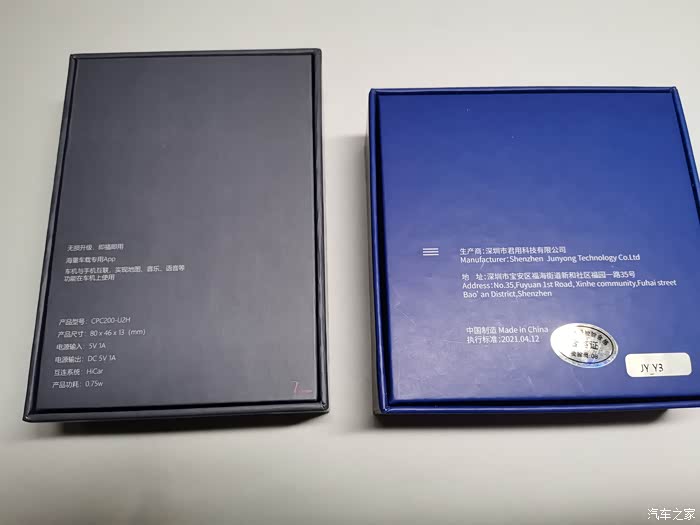 无损升级，即插即用
海量车载专用App
车机与手机互联，实现地图、音乐、语音等
功能在车机上使用
产品型号：CPC200-U2H
产品尺寸：80 x 46 x 13（mm）
电源输入：5V 1A
电源输出：DC 5V 1A
互连系统：HiCar
产品功耗：0.75w
7
生产商：深圳市君用科技有限公司
Manufacturer：Shenzhen Junyong Technology Co.Ltd
地 址：深圳市宝安区福海街道新和社区福园一路35号
Address：No.35,Fuyuan 1st Road, Xinhe community,Fuhai street
Bao' an District,Shenzhen
中国制造 Made in China
执行标准：2021.04.12
JY Y3
汽车之家